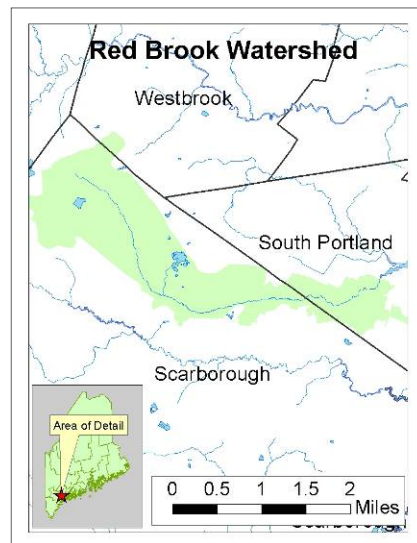 Red Brook Watershed
Westbrook
South Portland
Scarborough
Area of Detail
0 0.5 1 1.5 2
Miles